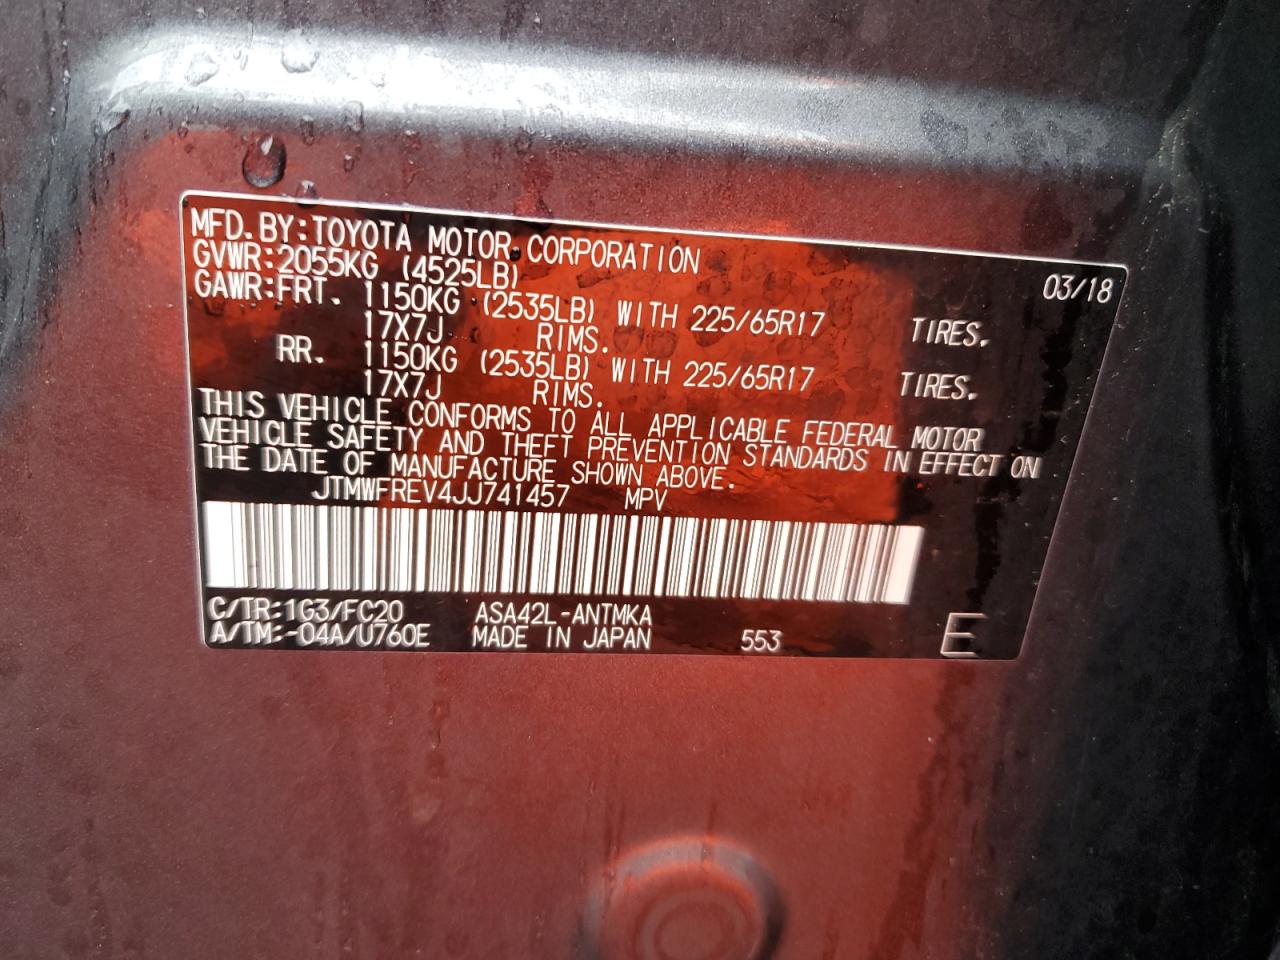 MFD.BY:TOYOTA MOTOR CORPORATION 03/18
GVWR:2055KG (4525LB)
GAWR:FRT. 1150KG (2535LB) WITH 225/65R17 TIRES.
17X7J RIMS.
RR. 1150KG (2535LB) WITH 225/65R17 TIRES.
17X7J RIMS.
THIS VEHICLE CONFORMS TO ALL APPLICABLE FEDERAL MOTOR
VEHICLE SAFETY AND THEFT PREVENTION STANDARDS IN EFFECT ON
THE DATE OF MANUFACTURE SHOWN ABOVE.
JTMWFREV4JJ741457 MPV
C/TR:1G3/FC20 ASA42L-ANTMKA
A/TM:-04A/U760E MADE IN JAPAN 553 E